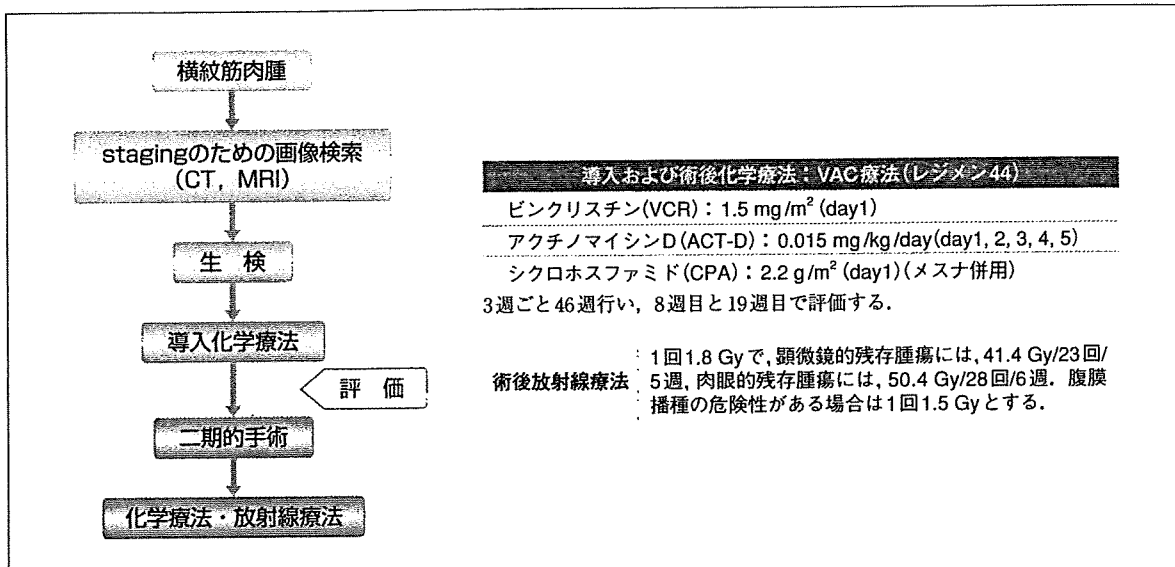 横紋筋肉腫
stagingのための画像検索
(CT, MRI)
生 検
導入化学療法
評 価
二期的手術
化学療法・放射線療法
導入および術後化学療法：VAC療法(レジメン44)
ビンクリスチン(VCR)：1.5 mg/m² (day1)
アクチノマイシンD(ACT-D)：0.015 mg/kg/day(day1, 2, 3, 4, 5)
シクロホスファミド(CPA)：2.2 g/m² (day1)(メスナ併用)
3週ごと46週行い，8週目と19週目で評価する．
術後放射線療法
1回1.8 Gyで，顕微鏡的残存腫瘍には，41.4 Gy/23回/
5週，肉眼的残存腫瘍には，50.4 Gy/28回/6週．腹膜
播種の危険性がある場合は1回1.5 Gyとする．